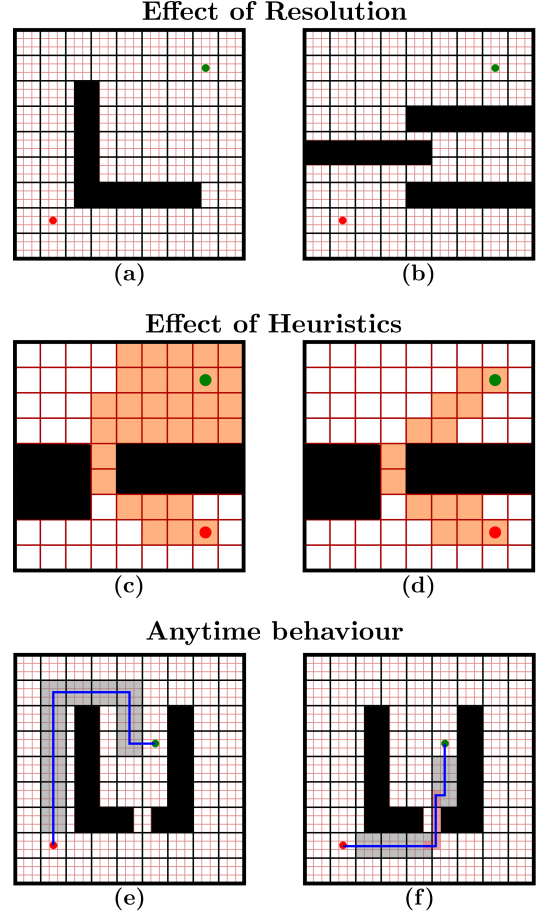 Effect of Resolution
(a) (b)
Effect of Heuristics
(c) (d)
Anytime behaviour
(e) (f)